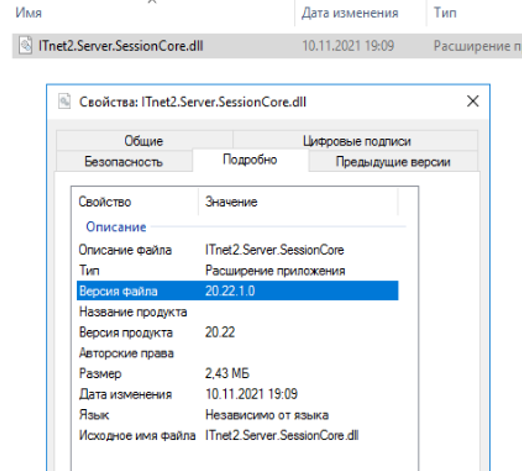 Имя Дата изменения Тип
ITnet2.Server.SessionCore.dll 10.11.2021 19:09 Расширение п
Свойства: ITnet2.Server.SessionCore.dll
Общие Цифровые подписи
Безопасность Подробно Предыдущие версии
Свойство Значение
Описание
Описание файла ITnet2.Server.SessionCore
Тип Расширение приложения
Версия файла 20.22.1.0
Название продукта
Версия продукта 20.22
Авторские права
Размер 2,43 МБ
Дата изменения 10.11.2021 19:09
Язык Независимо от языка
Исходное имя файла ITnet2.Server.SessionCore.dll